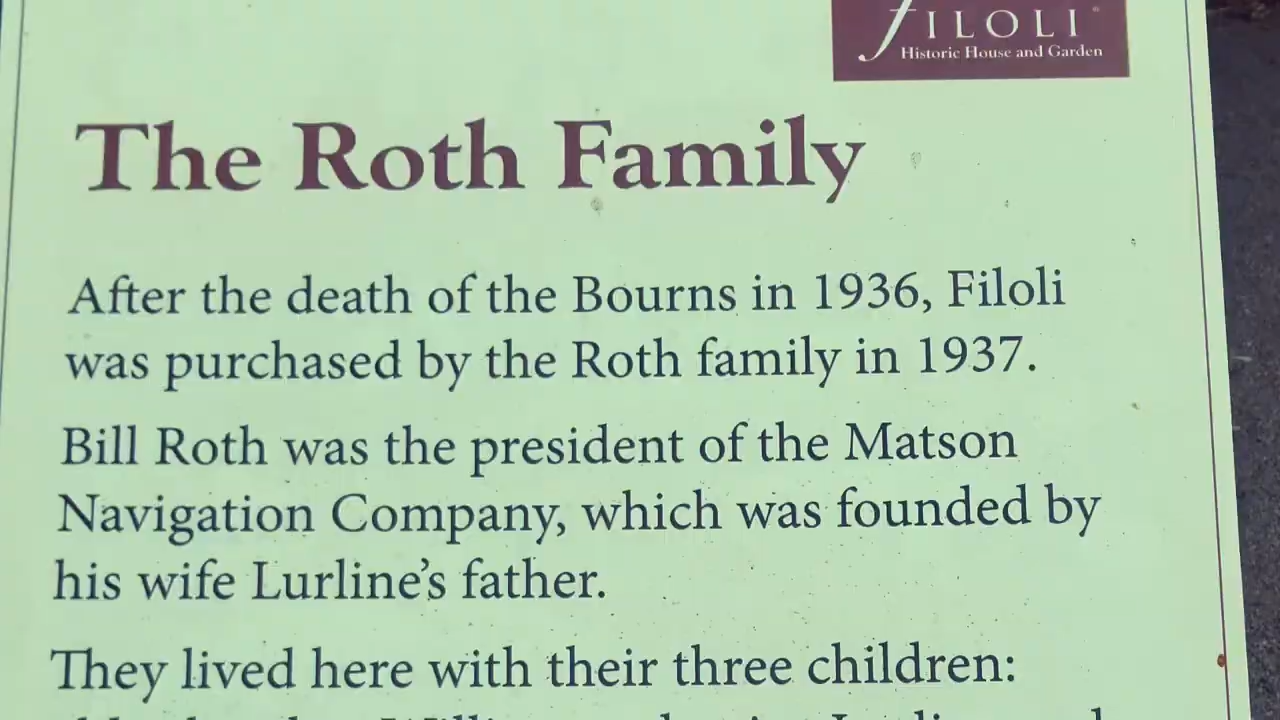 FILOLI
Historic House and Garden
The Roth Family
After the death of the Bourns in 1936, Filoli
was purchased by the Roth family in 1937.
Bill Roth was the president of the Matson
Navigation Company, which was founded by
his wife Lurline’s father.
They lived here with their three children: